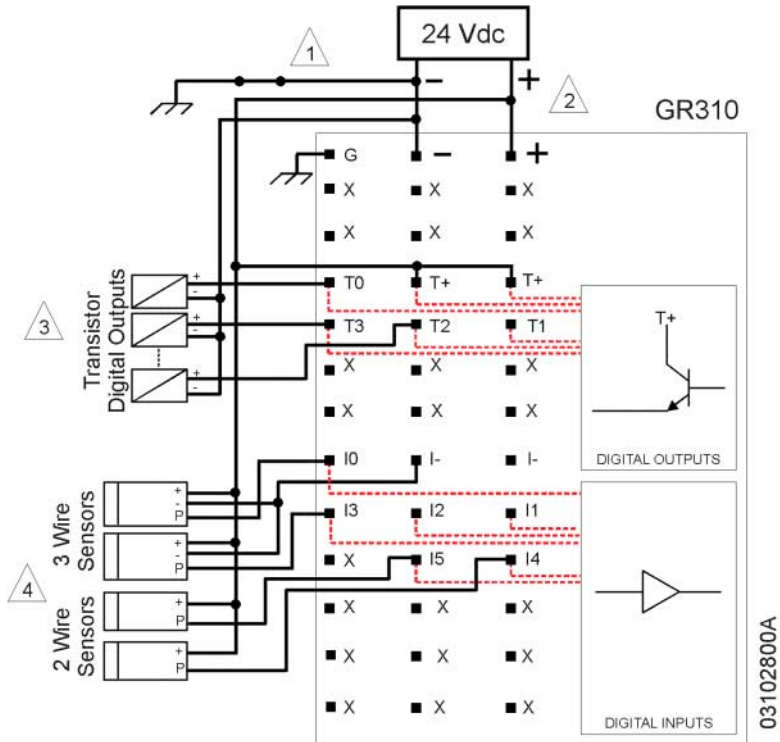 24 Vdc
1
−
+
2
GR310
G − +
X X X
X X X
+
-
T0 T+ T+
3
Transistor
Digital Outputs
+
-
T3 T2 T1
T+
+
-
X X X
X X X
DIGITAL OUTPUTS
I0 I- I-
3 Wire
Sensors
+
-
P
I3 I2 I1
+
-
P
X I5 I4
4
2 Wire
Sensors
+
P
X X X
+
P
X X X
X X X
DIGITAL INPUTS
03102800A